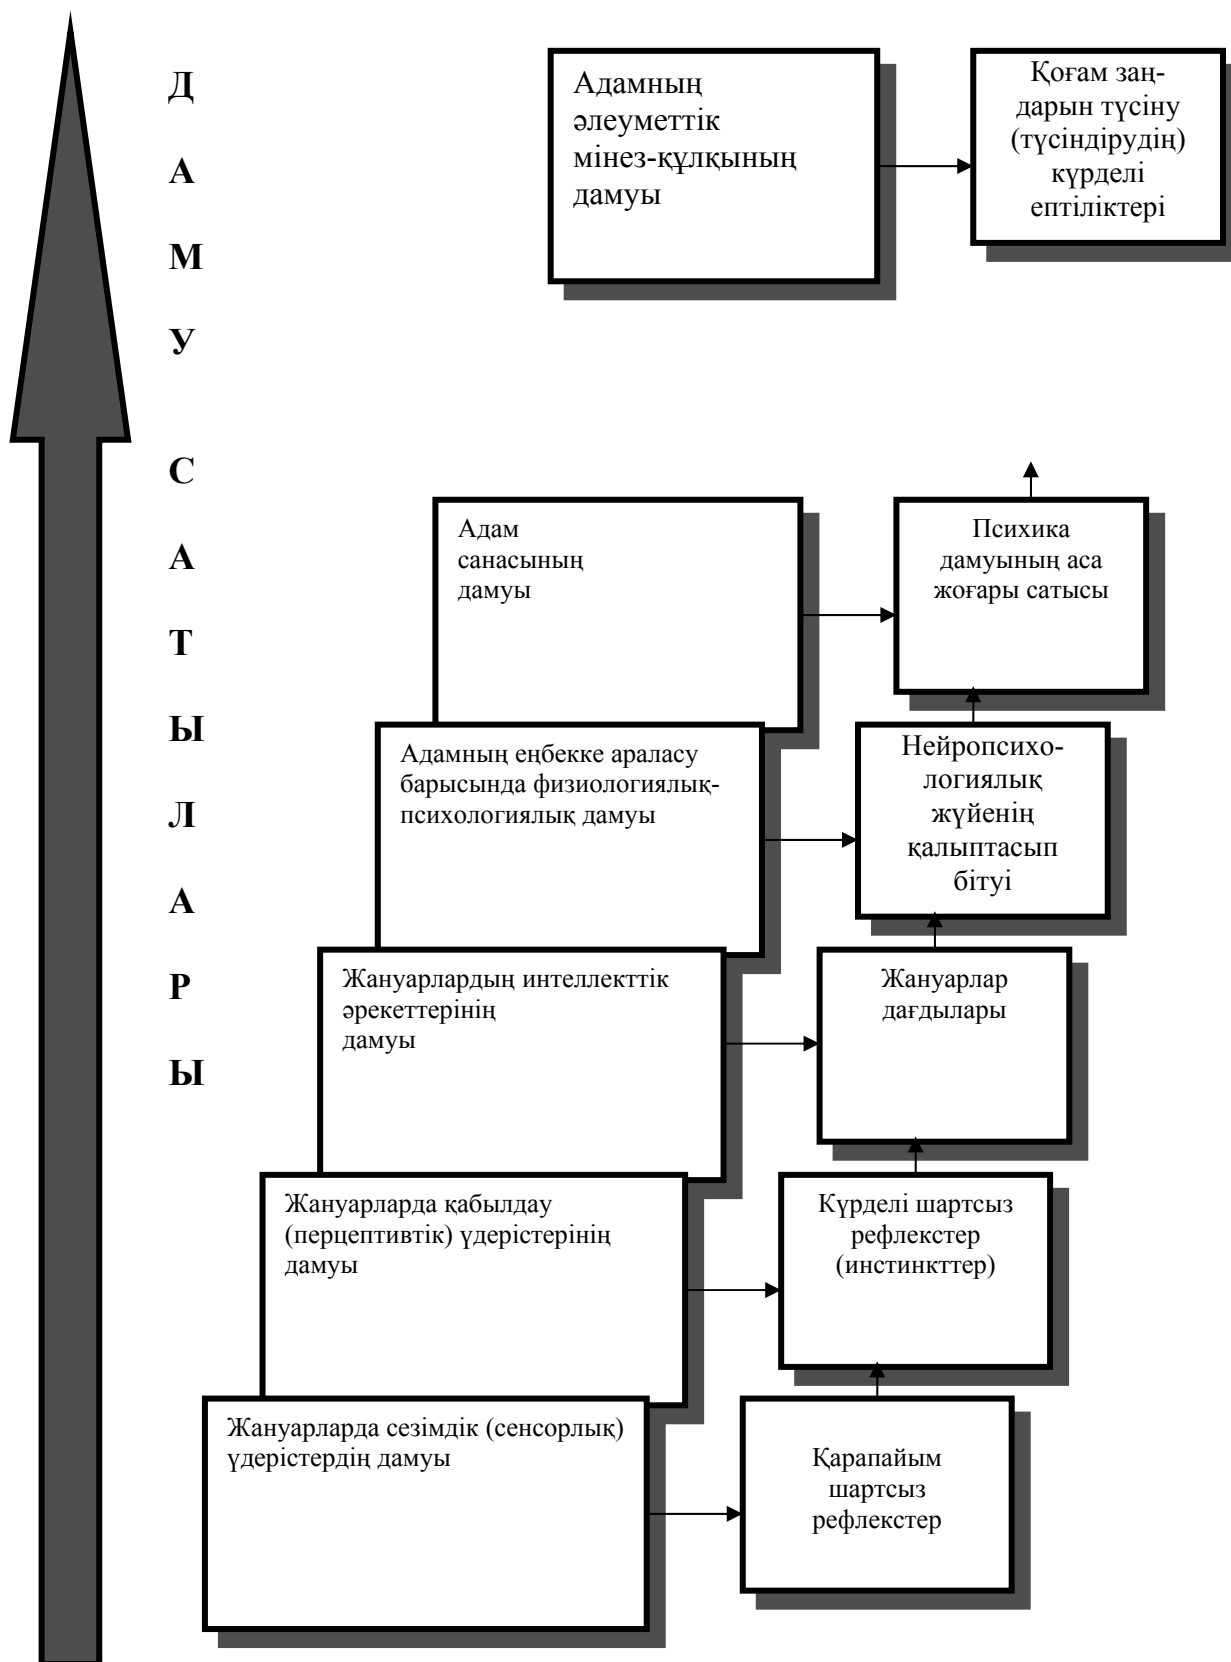 Д
А
М
У
С
А
Т
Ы
Л
А
Р
Ы
Адамның
әлеуметтік
мінез-құлқының
дамуы
Қоғам заң-
дарын түсіну
(түсіндірудің)
күрделі
ептіліктері
Адам
санасының
дамуы
Психика
дамуының аса
жоғары сатысы
Адамның еңбекке араласу
барысында физиологиялық-
психологиялық дамуы
Нейропсихо-
логиялық
жүйенің
қалыптасып
бітуі
Жануарлардың интеллекттік
әрекеттерінің
дамуы
Жануарлар
дағдылары
Жануарларда қабылдау
(перцептивтік) үдерістерінің
дамуы
Күрделі шартсыз
рефлекстер
(инстинкттер)
Жануарларда сезімдік (сенсорлық)
үдерістердің дамуы
Қарапайым
шартсыз
рефлекстер